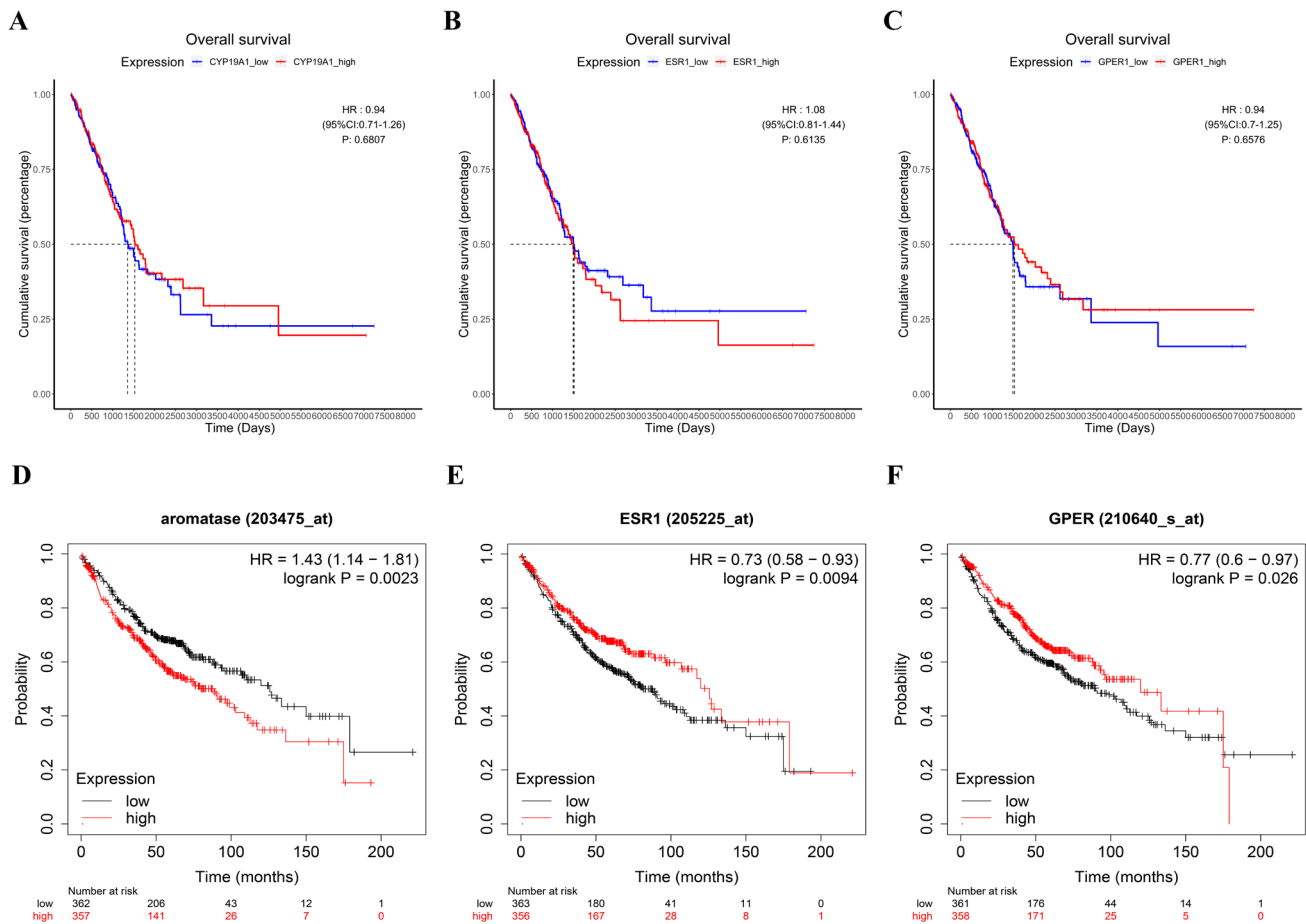 A
Overall survival
Expression CYP19A1_low CYP19A1_high
HR : 0.94
(95%CI:0.71-1.26)
P: 0.6807
Cumulative survival (percentage)
1.00
0.75
0.50
0.25
0.00
0 500 1000 1500 2000 2500 3000 3500 4000 4500 5000 5500 6000 6500 7000 7500 8000
Time (Days)
B
Overall survival
Expression ESR1_low ESR1_high
HR : 1.08
(95%CI:0.81-1.44)
P: 0.6135
Cumulative survival (percentage)
1.00
0.75
0.50
0.25
0.00
0 500 1000 1500 2000 2500 3000 3500 4000 4500 5000 5500 6000 6500 7000 7500 8000
Time (Days)
C
Overall survival
Expression GPER1_low GPER1_high
HR : 0.94
(95%CI:0.7-1.25)
P: 0.6576
Cumulative survival (percentage)
1.00
0.75
0.50
0.25
0.00
0 500 1000 1500 2000 2500 3000 3500 4000 4500 5000 5500 6000 6500 7000 7500 8000
Time (Days)
D
aromatase (203475_at)
HR = 1.43 (1.14 − 1.81)
logrank P = 0.0023
Probability
1.0
0.8
0.6
0.4
0.2
0.0
Expression
low
high
0 50 100 150 200
Time (months)
Number at risk
low 362 206 43 12 1
high 357 141 26 7 0
E
ESR1 (205225_at)
HR = 0.73 (0.58 − 0.93)
logrank P = 0.0094
Probability
1.0
0.8
0.6
0.4
0.2
0.0
Expression
low
high
0 50 100 150 200
Time (months)
Number at risk
low 363 180 41 11 0
high 356 167 28 8 1
F
GPER (210640_s_at)
HR = 0.77 (0.6 − 0.97)
logrank P = 0.026
Probability
1.0
0.8
0.6
0.4
0.2
0.0
Expression
low
high
0 50 100 150 200
Time (months)
Number at risk
low 361 176 44 14 1
high 358 171 25 5 0